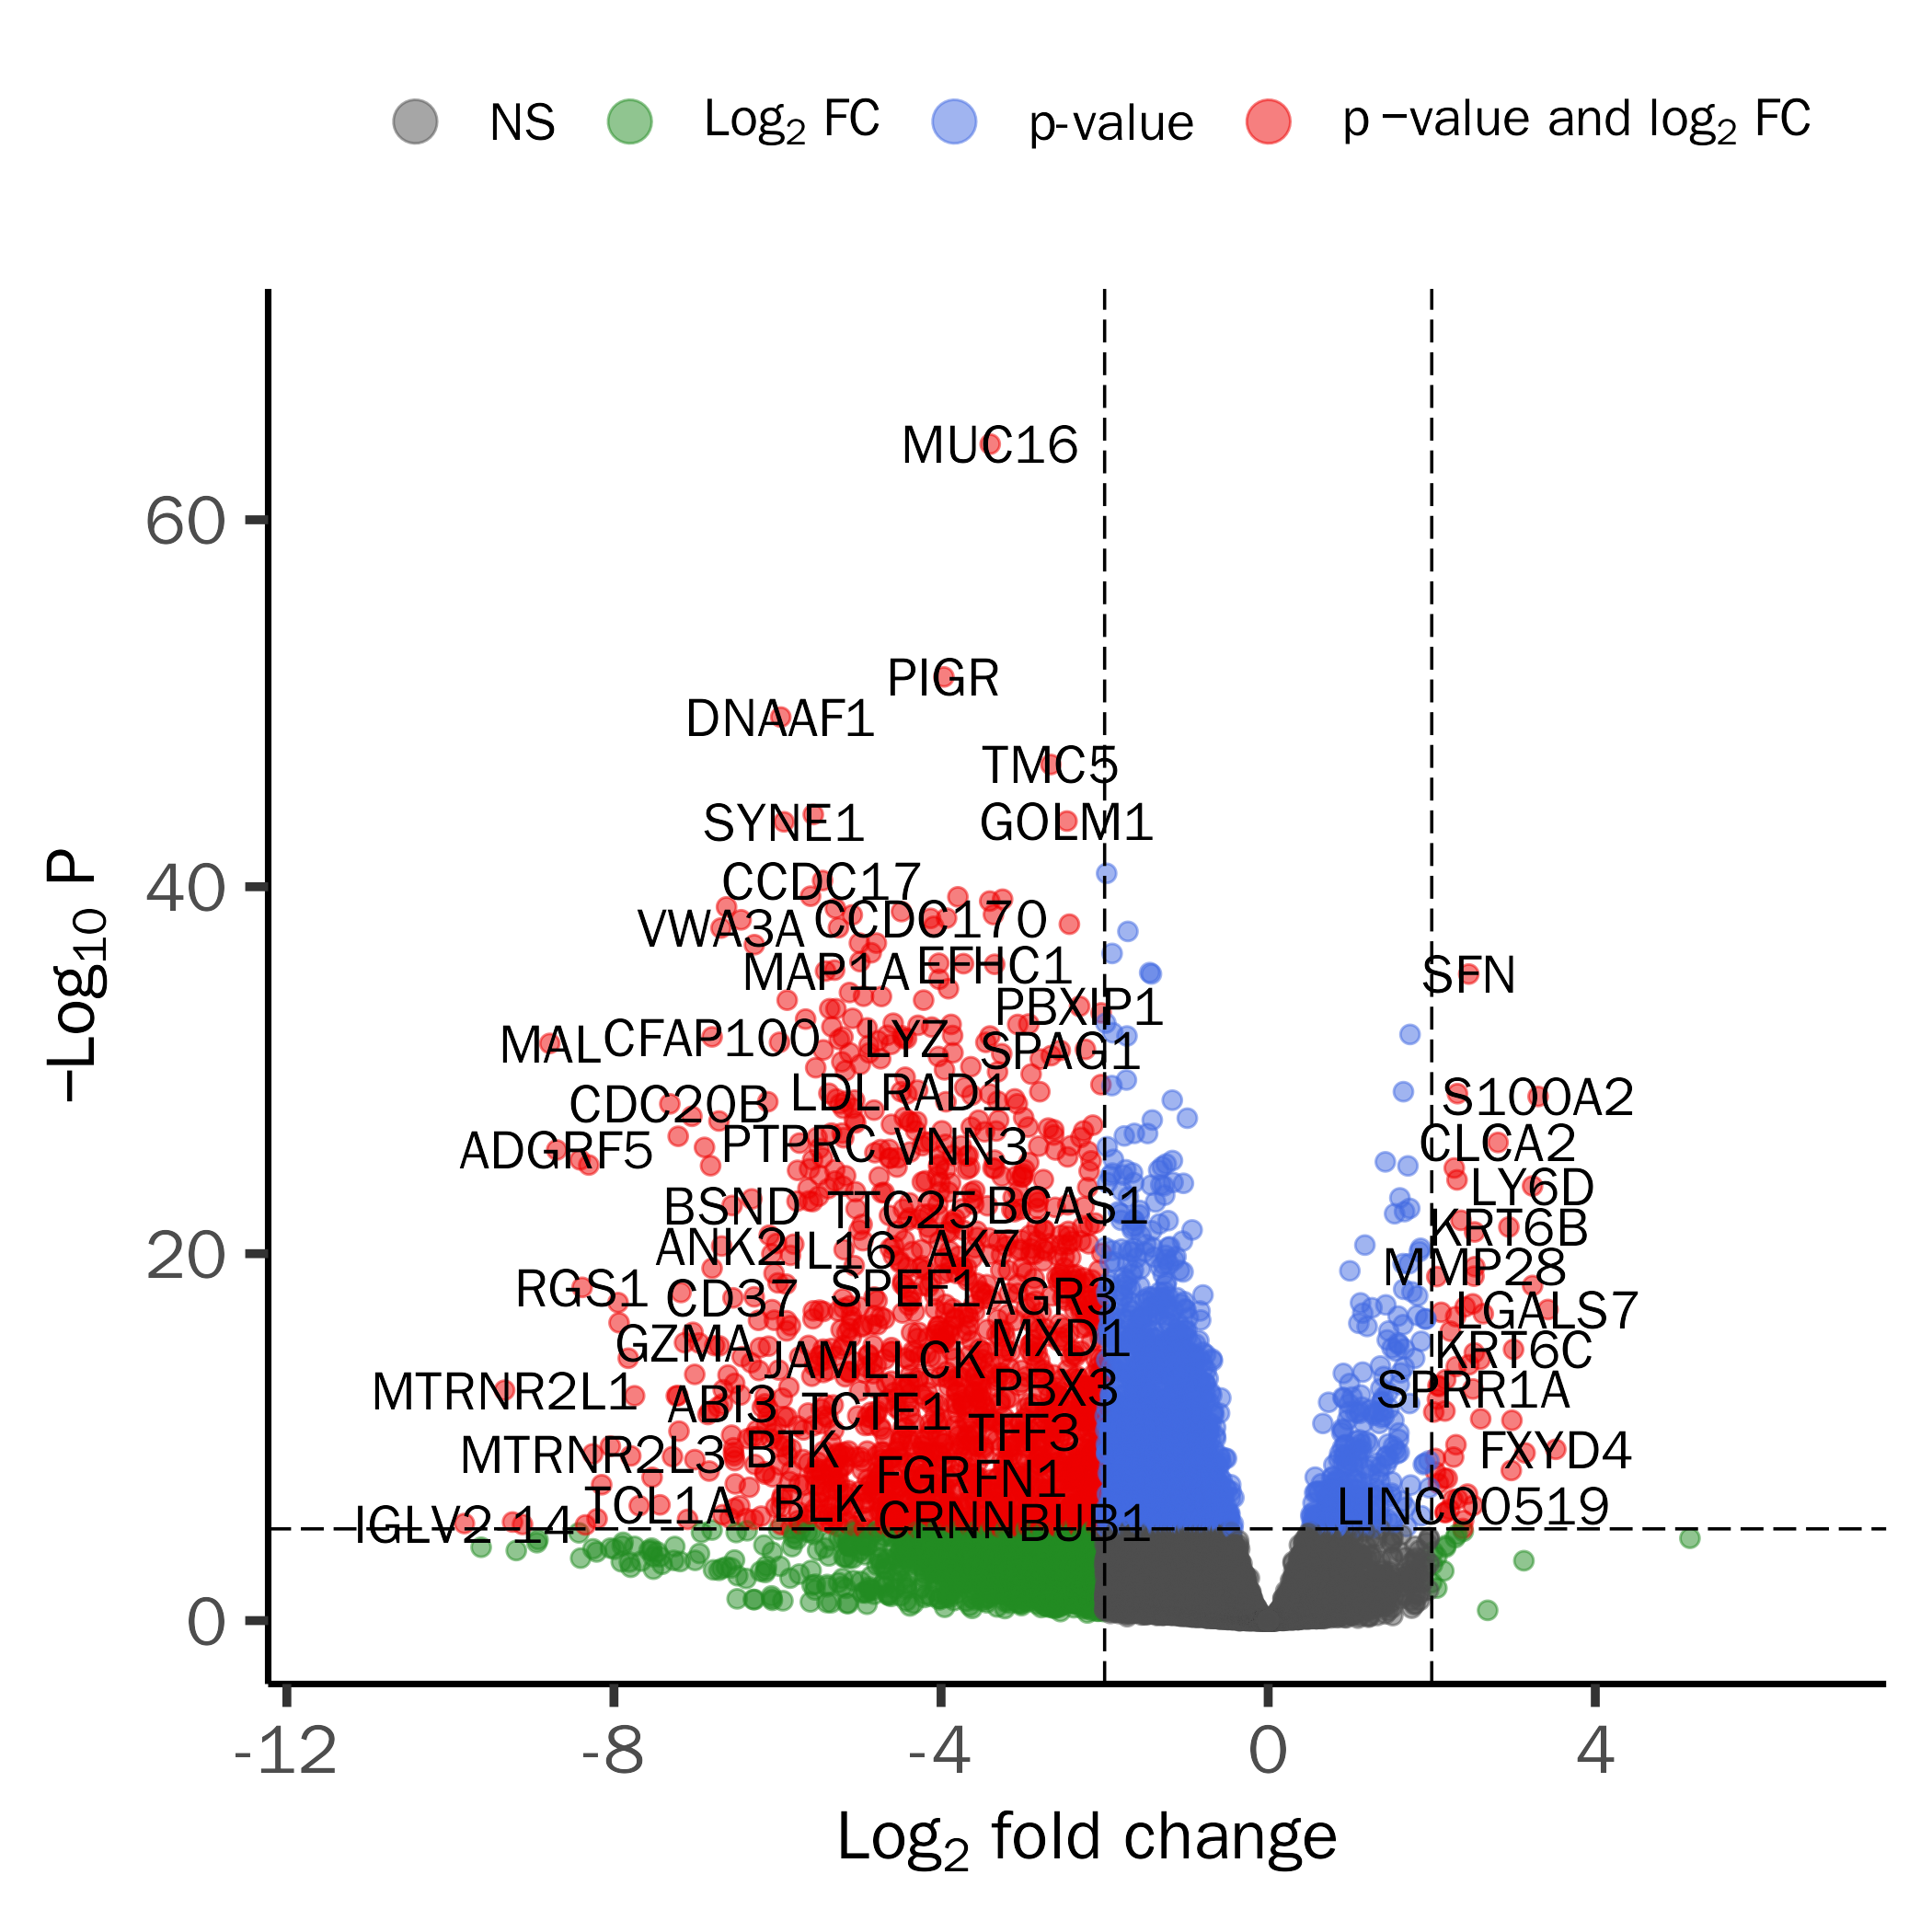 NS Log2 FC p-value p −value and log2 FC
MUC16
60
PIGR
DNAAF1
TMC5
SYNE1 GOLM1
CCDC17
40
CCDC170
VWA3A
EFHC1
MAP1A SFN
PBXIP1
CFAP100 LYZ
MAL SPAG1
LDLRAD1
CDC20B S100A2
PTPRC VNN3 CLCA2
ADGRF5
LY6D
BSND TTC25 BCAS1
KRT6B
20
ANK2 IL16 AK7
MMP28
RGS1 CD37 SPEF1 AGR3
LGALS7
GZMA MXD1
JAML LCK KRT6C
MTRNR2L1 PBX3 SPRR1A
ABI3 TCTE1
TFF3
MTRNR2L3 BTK FXYD4
FGR FN1
TCL1A BLK LINC00519
IGLV2-14 CRNN BUB1
0
-12 -8 -4 0 4
Log2 fold change
−Log10 P